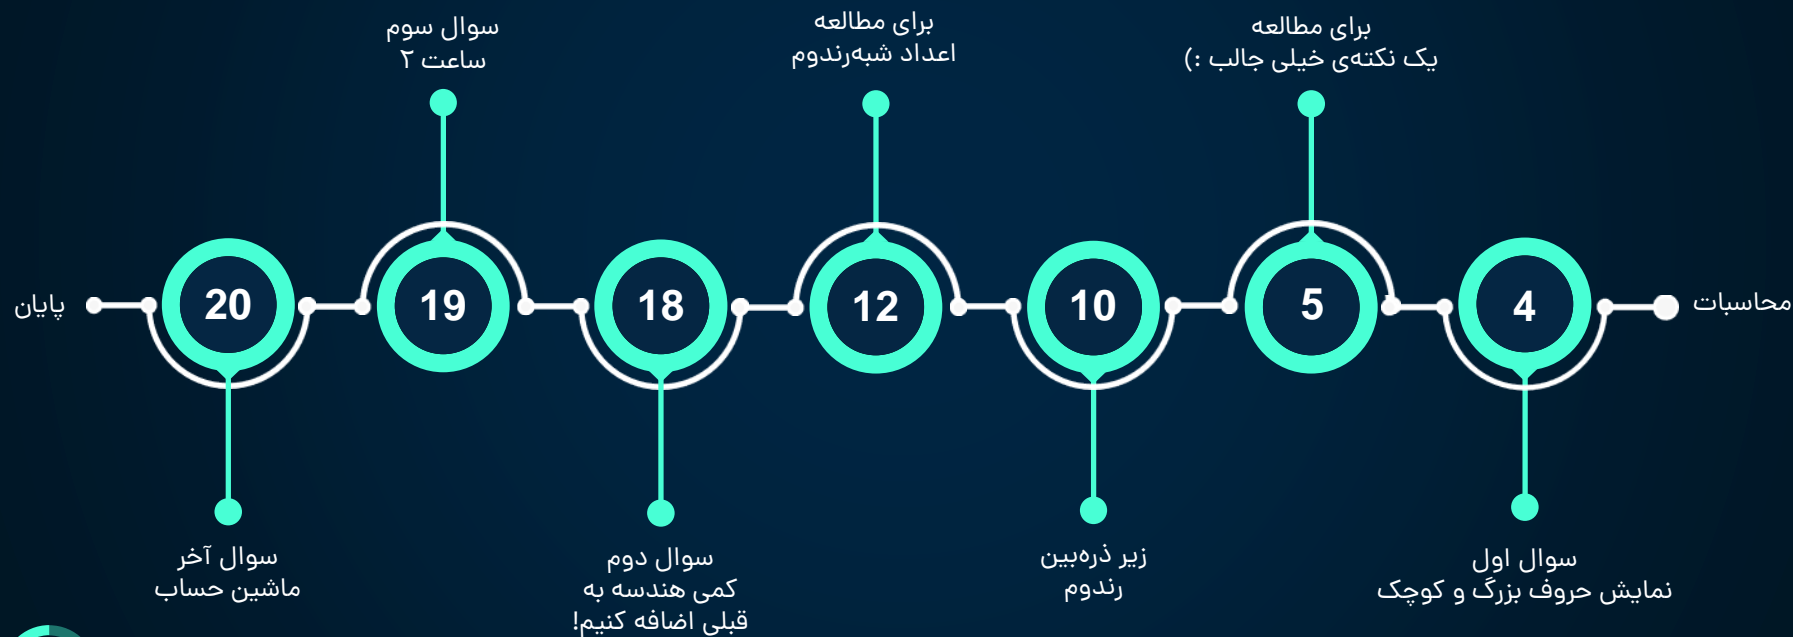 محاسبات
4
سوال اول
نمایش حروف بزرگ و کوچک
5
برای مطالعه
یک نکته‌ی خیلی جالب :)
10
زیر ذره‌بین
رندوم
12
برای مطالعه
اعداد شبه‌رندوم
18
سوال دوم
کمی هندسه به
قبلی اضافه کنیم!
19
سوال سوم
ساعت ۲
20
سوال آخر
ماشین حساب
پایان